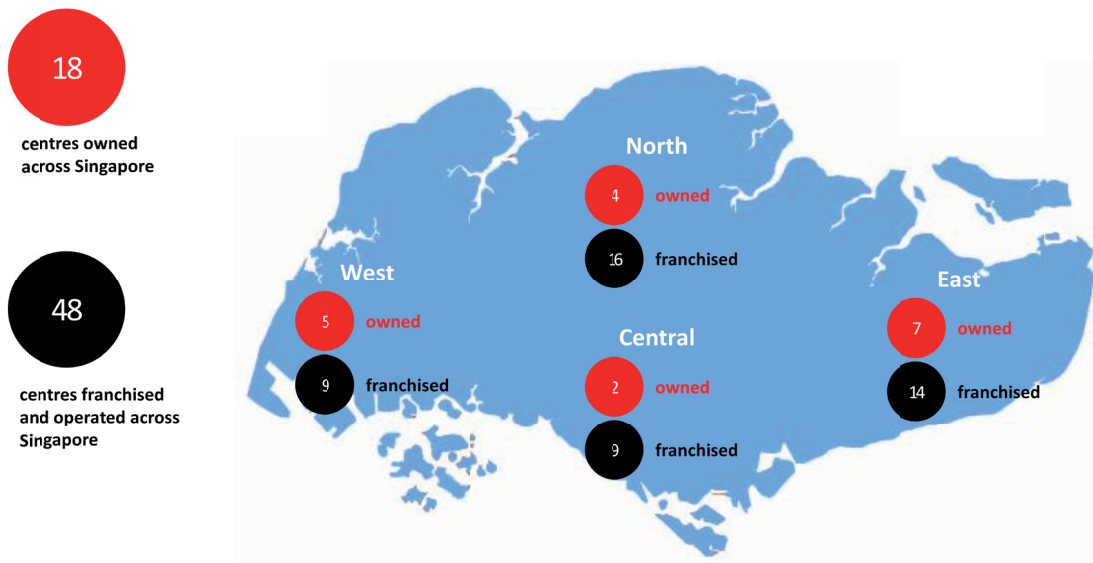 18
centres owned
across Singapore
48
centres franchised
and operated across
Singapore
North
4 owned
16 franchised
West
5 owned
9 franchised
Central
2 owned
9 franchised
East
7 owned
14 franchised